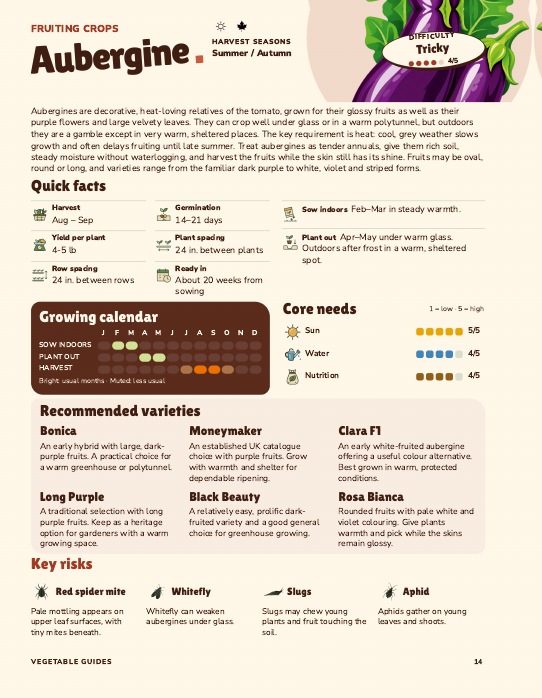 FRUITING CROPS
Aubergine.
HARVEST SEASONS
Summer / Autumn
DIFFICULTY
Tricky
4/5
Aubergines are decorative, heat-loving relatives of the tomato, grown for their glossy fruits as well as their
purple flowers and large velvety leaves. They can crop well under glass or in a warm polytunnel, but outdoors
they are a gamble except in very warm, sheltered places. The key requirement is heat: cool, grey weather slows
growth and often delays fruiting until late summer. Treat aubergines as tender annuals, give them rich soil,
steady moisture without waterlogging, and harvest the fruits while the skin still has its shine. Fruits may be oval,
round or long, and varieties range from the familiar dark purple to white, violet and striped forms.
Quick facts
Harvest
Aug – Sep
Germination
14–21 days
Sow indoors Feb–Mar in steady warmth.
Yield per plant
4-5 lb
Plant spacing
24 in. between plants
Plant out Apr–May under warm glass.
Outdoors after frost in a warm, sheltered
spot.
Row spacing
24 in. between rows
Ready in
About 20 weeks from
sowing
Growing calendar
J F M A M J J A S O N D
SOW INDOORS
PLANT OUT
HARVEST
Bright: usual months · Muted: less usual
Core needs
1 = low · 5 = high
Sun 5/5
Water 4/5
Nutrition 4/5
Recommended varieties
Bonica
An early hybrid with large, dark-
purple fruits. A practical choice for
a warm greenhouse or polytunnel.
Moneymaker
An established UK catalogue
choice with purple fruits. Grow
with warmth and shelter for
dependable ripening.
Clara F1
An early white-fruited aubergine
offering a useful colour alternative.
Best grown in warm, protected
conditions.
Long Purple
A traditional selection with long
purple fruits. Keep as a heritage
option for gardeners with a warm
growing space.
Black Beauty
A relatively easy, prolific dark-
fruited variety and a good general
choice for greenhouse growing.
Rosa Bianca
Rounded fruits with pale white and
violet colouring. Give plants
warmth and pick while the skins
remain glossy.
Key risks
Red spider mite
Pale mottling appears on
upper leaf surfaces, with
tiny mites beneath.
Whitefly
Whitefly can weaken
aubergines under glass.
Slugs
Slugs may chew young
plants and fruit touching the
soil.
Aphid
Aphids gather on young
leaves and shoots.
VEGETABLE GUIDES
14